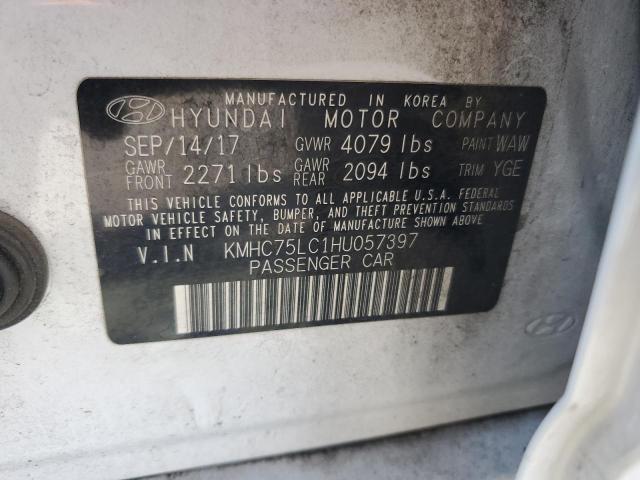 MANUFACTURED IN KOREA BY
HYUNDAI MOTOR COMPANY
SEP/14/17 GVWR 4079 lbs PAINT WAW
GAWR FRONT 2271 lbs GAWR REAR 2094 lbs TRIM YGE
THIS VEHICLE CONFORMS TO ALL APPLICABLE U.S.A. FEDERAL
MOTOR VEHICLE SAFETY, BUMPER, AND THEFT PREVENTION STANDARDS
IN EFFECT ON THE DATE OF MANUFACTURE SHOWN ABOVE.
V.I.N KMHC75LC1HU057397
PASSENGER CAR